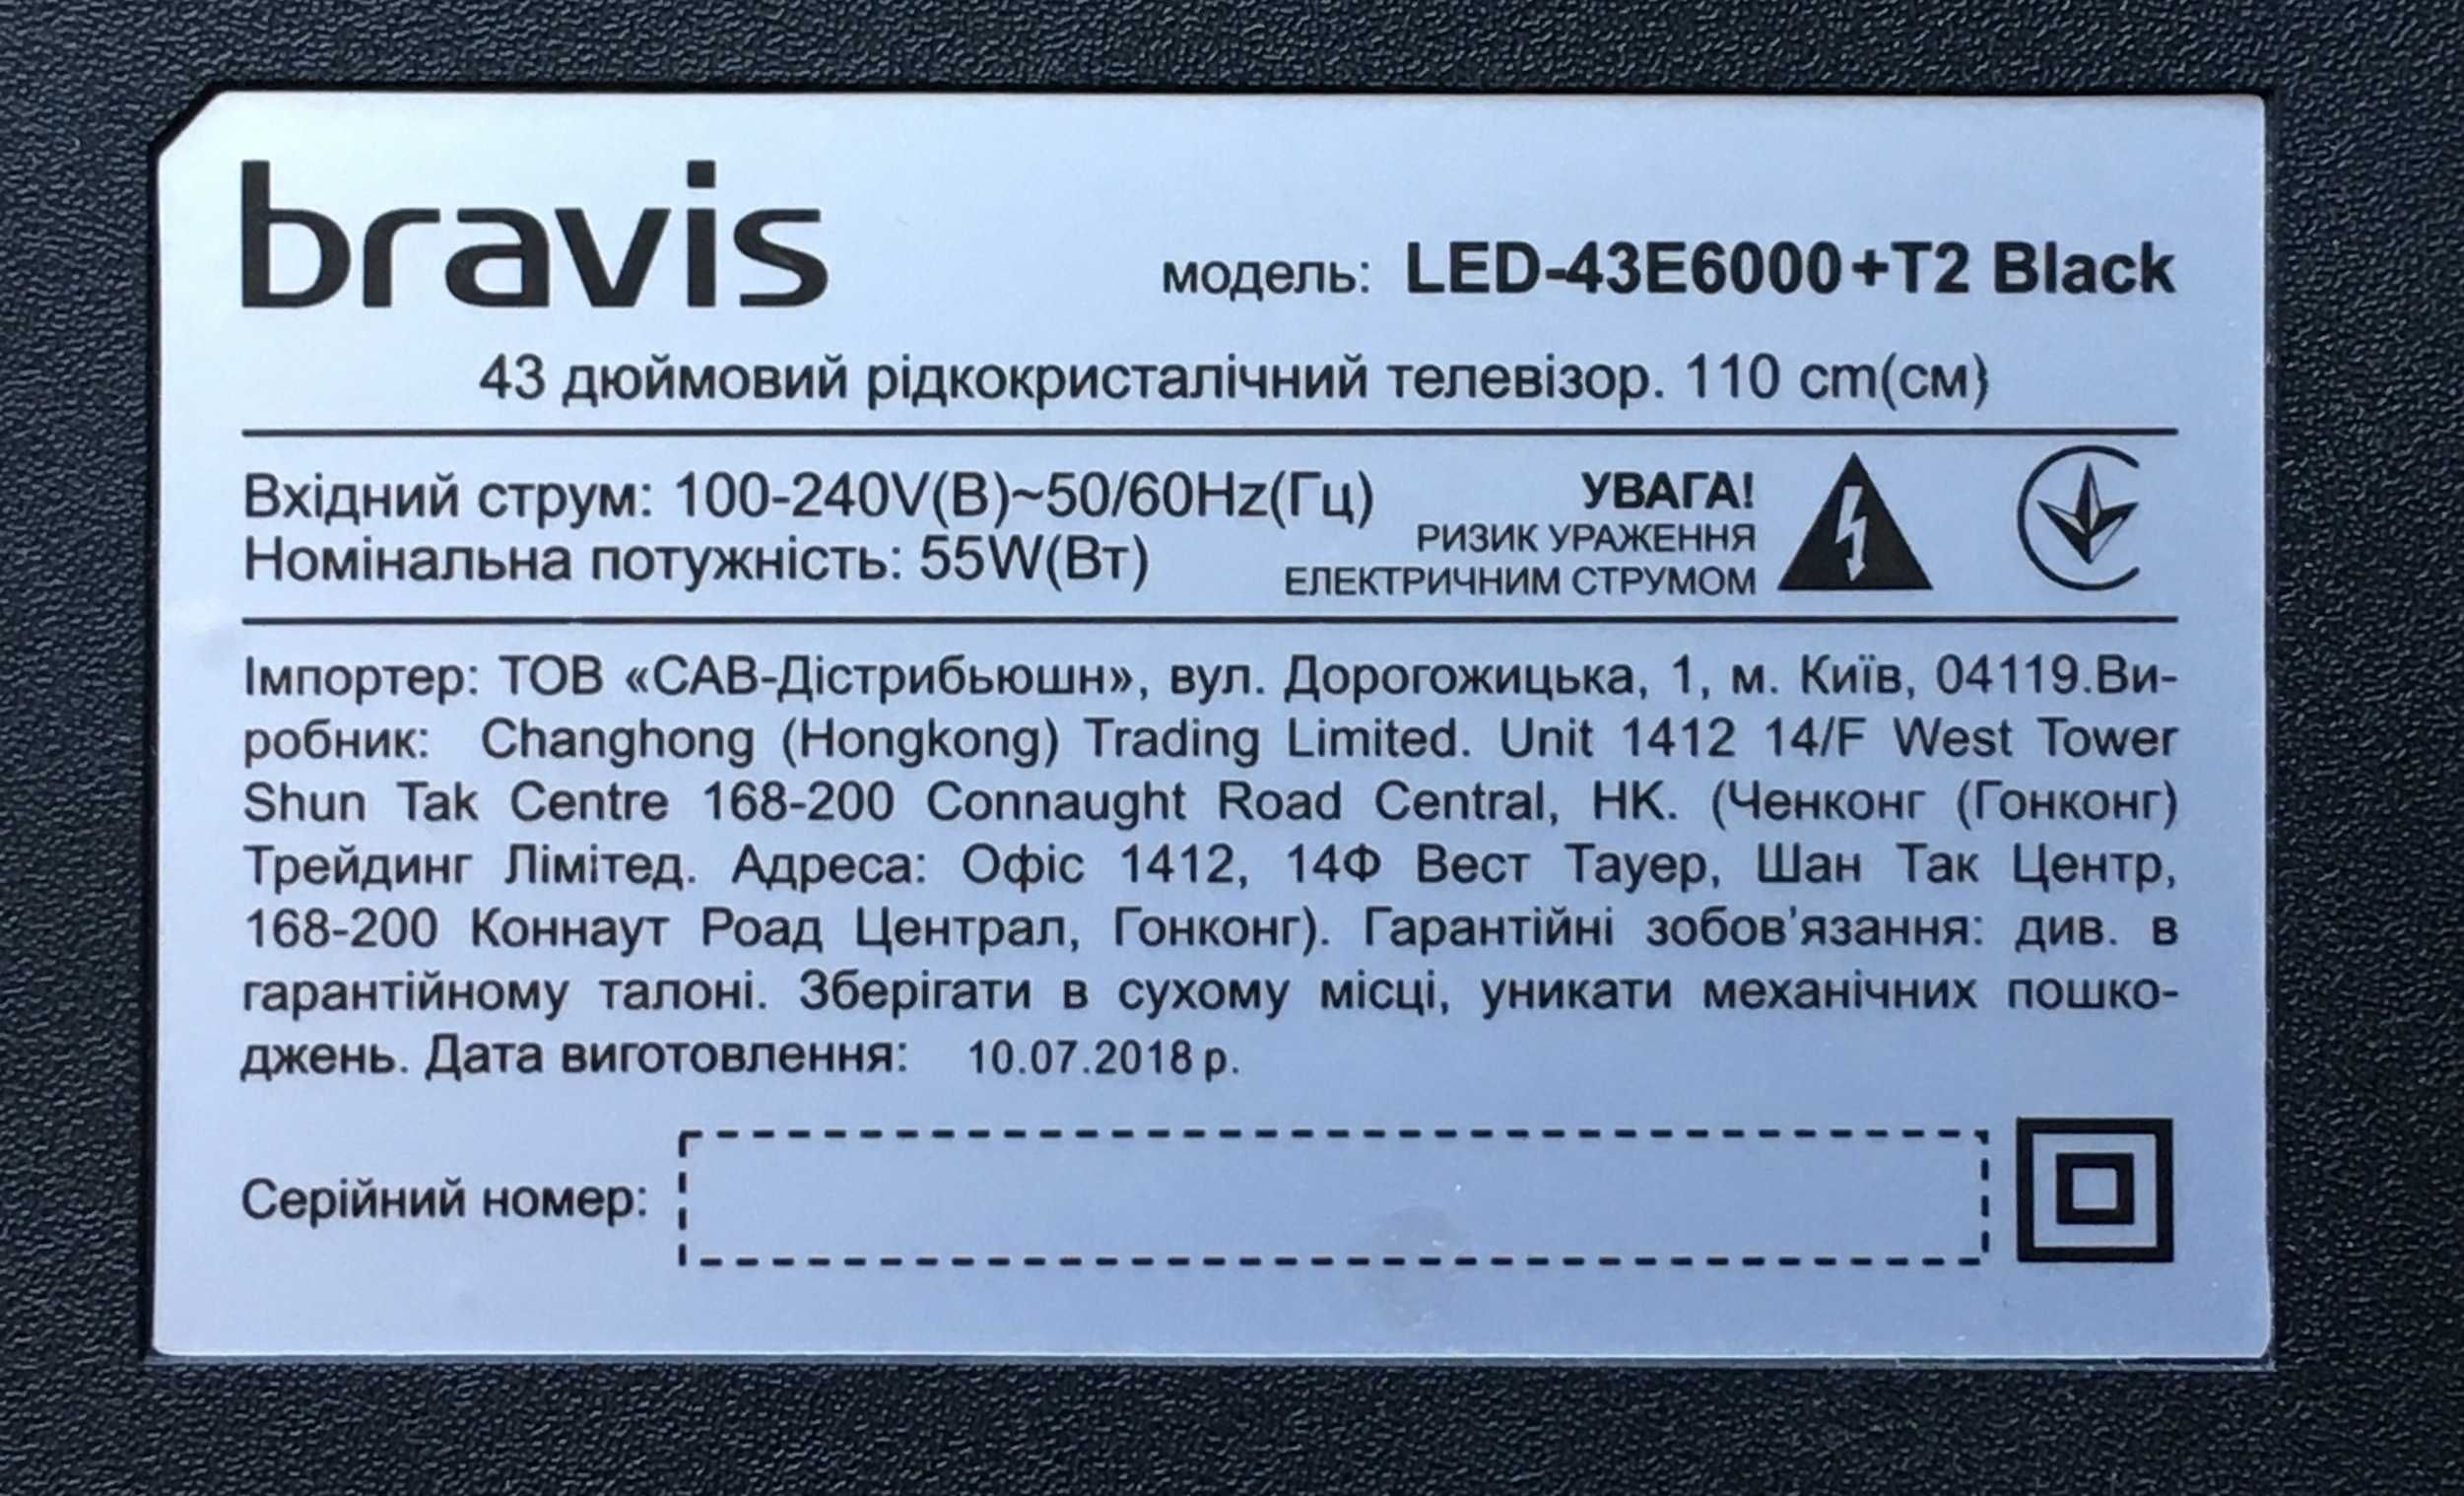 bravis
модель: LED-43E6000+T2 Black
43 дюймовий рідкокристалічний телевізор. 110 cm(см)
Вхідний струм: 100-240V(В)~50/60Hz(Гц)
Номінальна потужність: 55W(Вт)
УВАГА!
РИЗИК УРАЖЕННЯ
ЕЛЕКТРИЧНИМ СТРУМОМ
Імпортер: ТОВ «САВ-Дістрибьюшн», вул. Дорогожицька, 1, м. Київ, 04119.Ви-
робник: Changhong (Hongkong) Trading Limited. Unit 1412 14/F West Tower
Shun Tak Centre 168-200 Connaught Road Central, HK. (Ченконг (Гонконг)
Трейдинг Лімітед. Адреса: Офіс 1412, 14Ф Вест Тауер, Шан Так Центр,
168-200 Коннаут Роад Централ, Гонконг). Гарантійні зобов'язання: див. в
гарантійному талоні. Зберігати в сухому місці, уникати механічних пошко-
джень. Дата виготовлення: 10.07.2018 р.
Серійний номер: